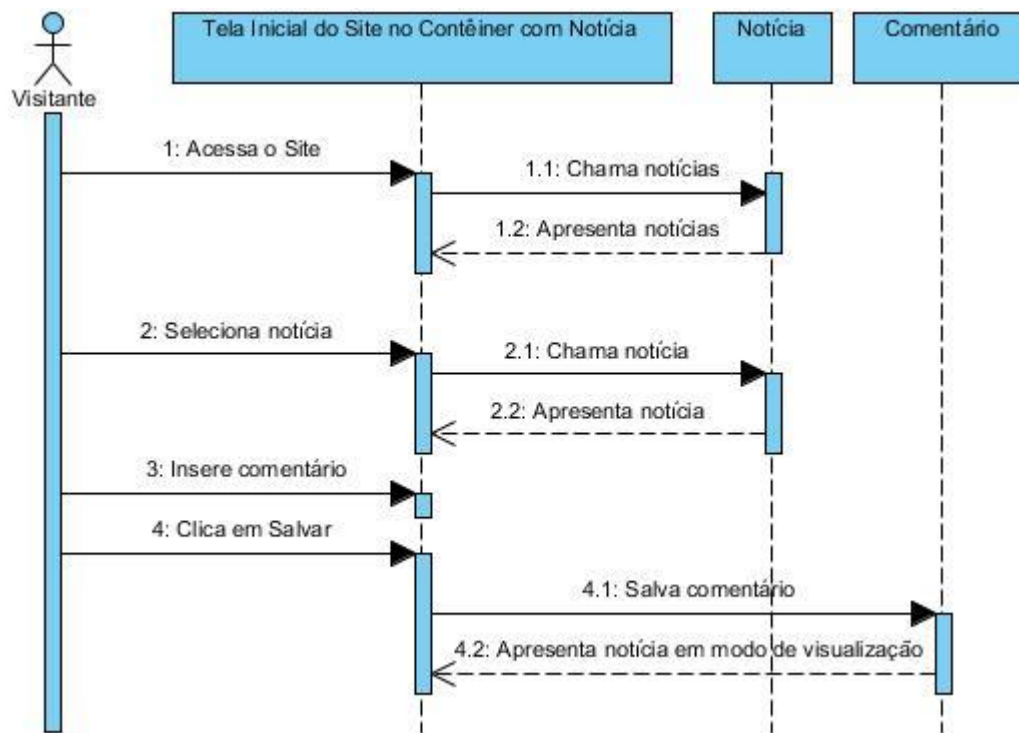 Tela Inicial do Site no Contêiner com Notícia
Notícia
Comentário
Visitante
1: Acessa o Site
1.1: Chama notícias
1.2: Apresenta notícias
2: Seleciona notícia
2.1: Chama notícia
2.2: Apresenta notícia
3: Insere comentário
4: Clica em Salvar
4.1: Salva comentário
4.2: Apresenta notícia em modo de visualização